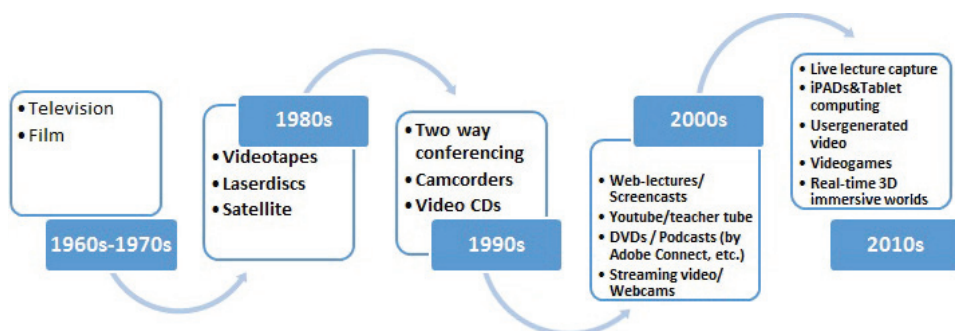 • Television
• Film
1960s-1970s
1980s
• Videotapes
• Laserdiscs
• Satellite
• Two way
conferencing
• Camcorders
• Video CDs
1990s
2000s
• Web-lectures/
Screencasts
• Youtube/teacher tube
• DVDs / Podcasts (by
Adobe Connect, etc.)
• Streaming video/
Webcams
• Live lecture capture
• iPADs&Tablet
computing
• Usergenerated
video
• Videogames
• Real-time 3D
immersive worlds
2010s